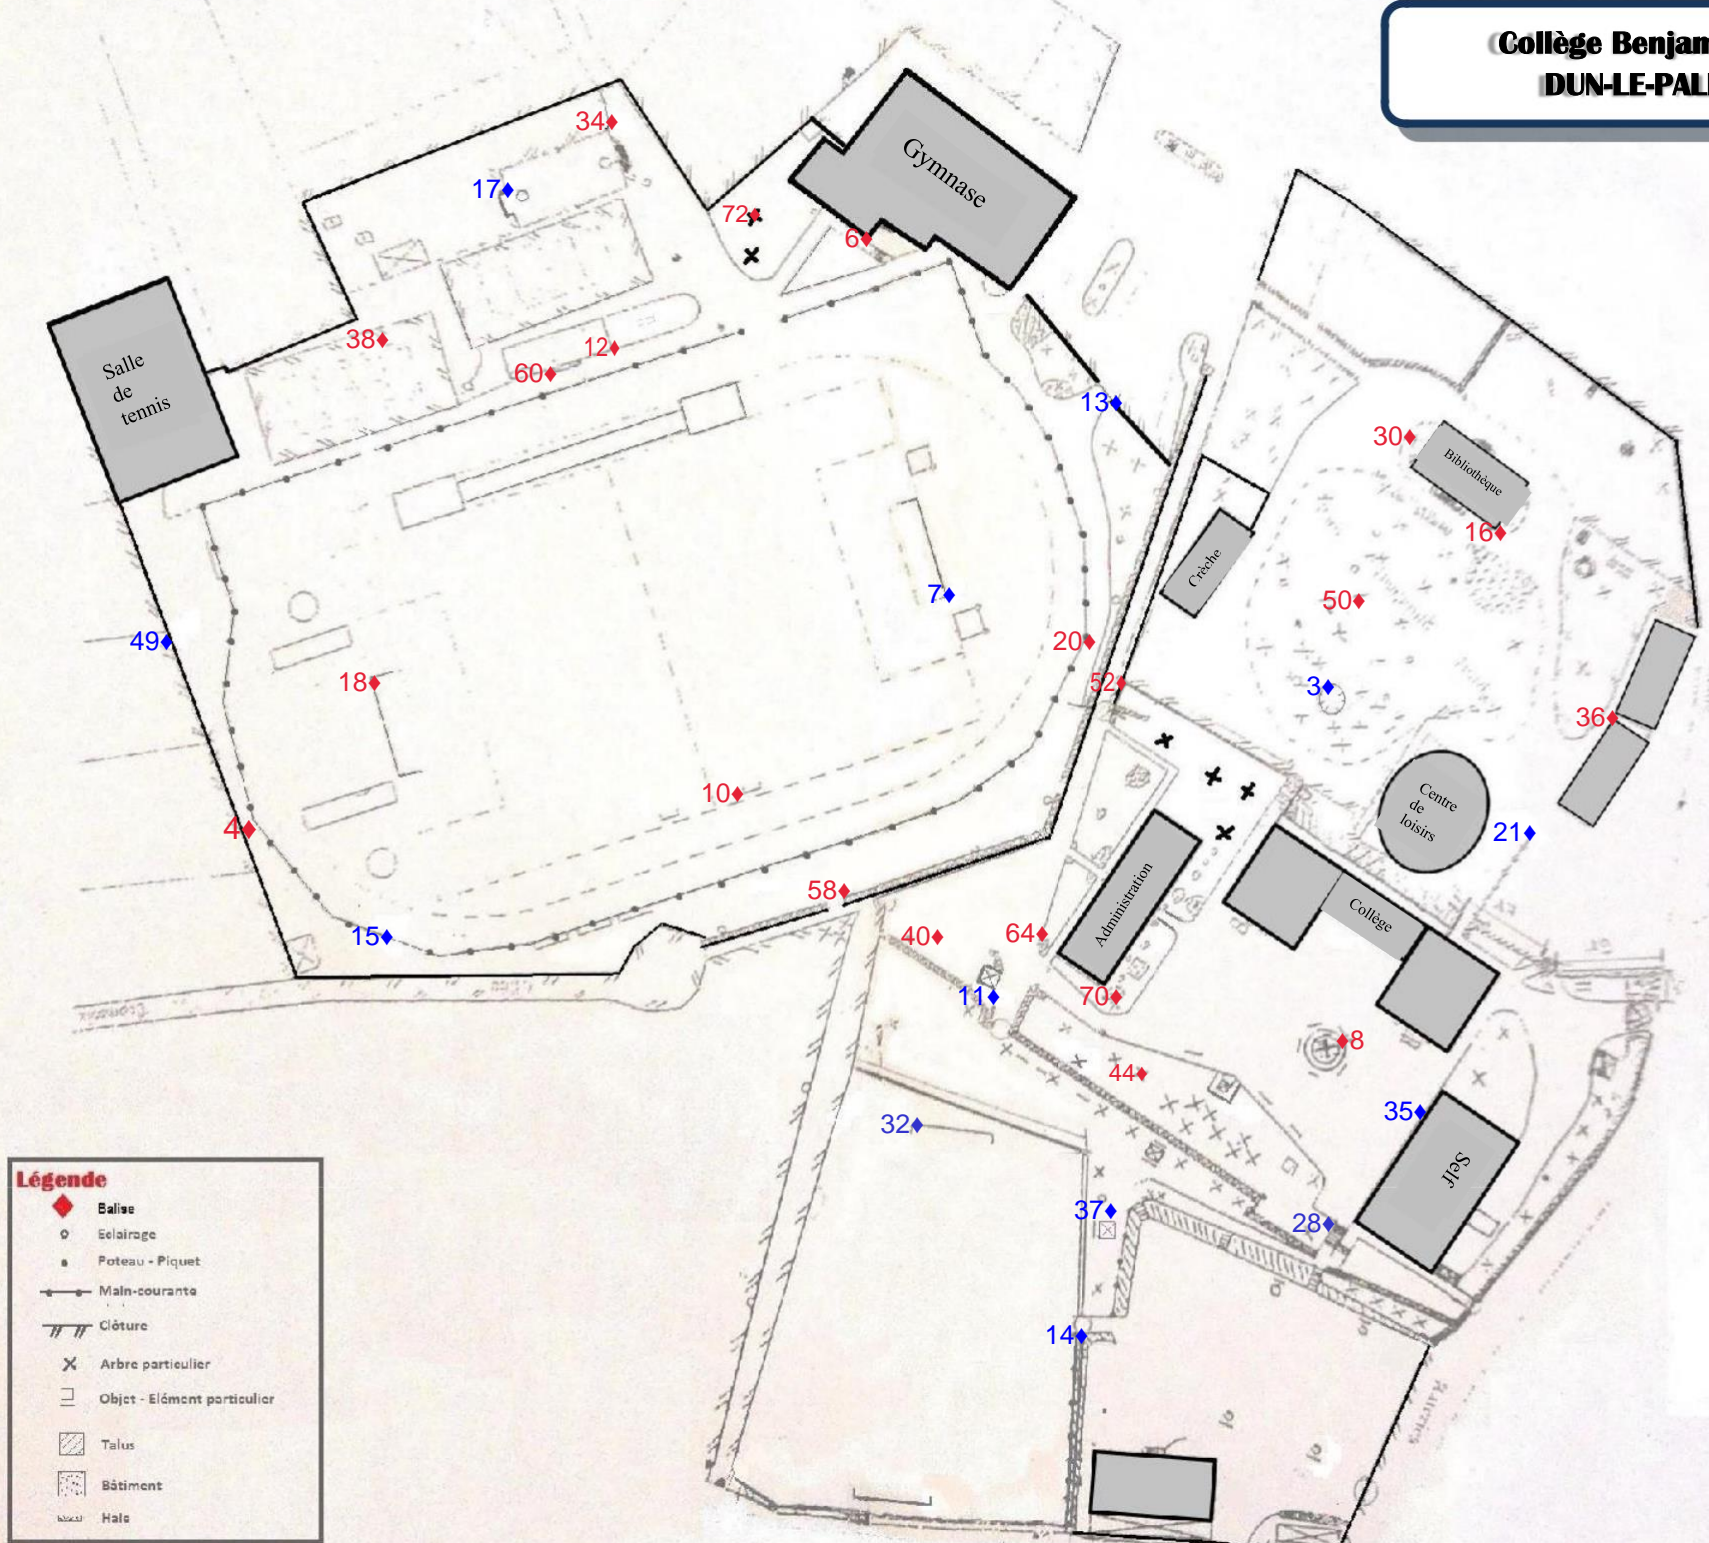 Collège Benjam
DUN-LE-PAL
34
17
72
6
Gymnase
38
12
60
Salle
de
tennis
13
30
Bibliothèque
16
Crèche
50
7
49
20
18
52
3
36
10
4
Centre
de
loisirs
21
58
Administration
Collège
15
40
64
11
70
8
44
35
32
Self
37
28
14
Légende
Balise
Eclairage
Poteau - Piquet
Main-courante
Clôture
Arbre particulier
Objet - Elément particulier
Talus
Bâtiment
Haie